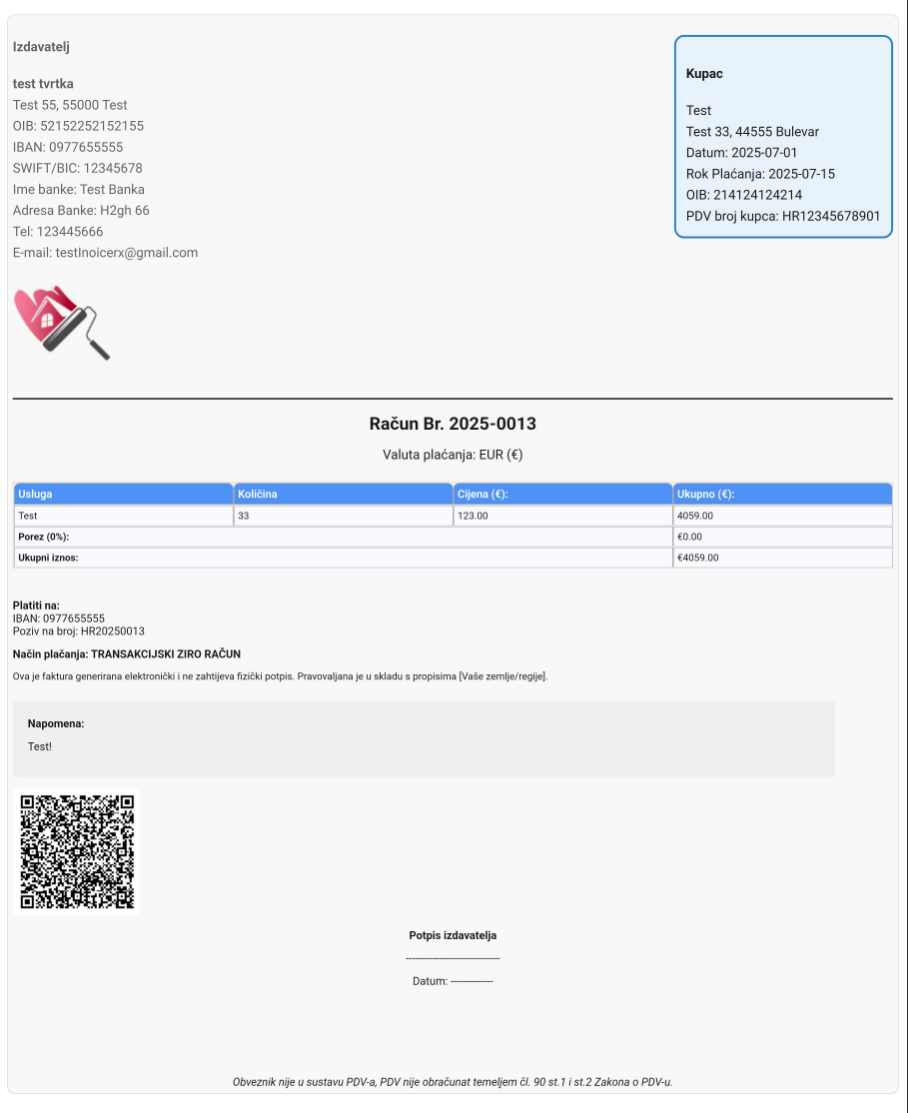 Izdavatelj
test tvrtka
Test 55, 55000 Test
OIB: 52152252152155
IBAN: 0977655555
SWIFT/BIC: 12345678
Ime banke: Test Banka
Adresa Banke: H2gh 66
Tel: 123445666
E-mail: testInoicerx@gmail.com
Kupac
Test
Test 33, 44555 Bulevar
Datum: 2025-07-01
Rok Plaćanja: 2025-07-15
OIB: 214124124214
PDV broj kupca: HR12345678901
Račun Br. 2025-0013
Valuta plaćanja: EUR (€)
Usluga Količina Cijena (€): Ukupno (€):
Test 33 123.00 4059.00
Porez (0%): €0.00
Ukupni iznos: €4059.00
Platiti na:
IBAN: 0977655555
Poziv na broj: HR20250013
Način plačanja: TRANSAKCIJSKI ZIRO RAČUN
Ova je faktura generirana elektronički i ne zahtijeva fizički potpis. Pravovaljana je u skladu s propisima [Vaše zemlje/regije].
Napomena:
Test!
Potpis izdavatelja
-------------------------------
Datum: --------------
Obveznik nije u sustavu PDV-a, PDV nije obračunat temeljem čl. 90 st.1 i st.2 Zakona o PDV-u.